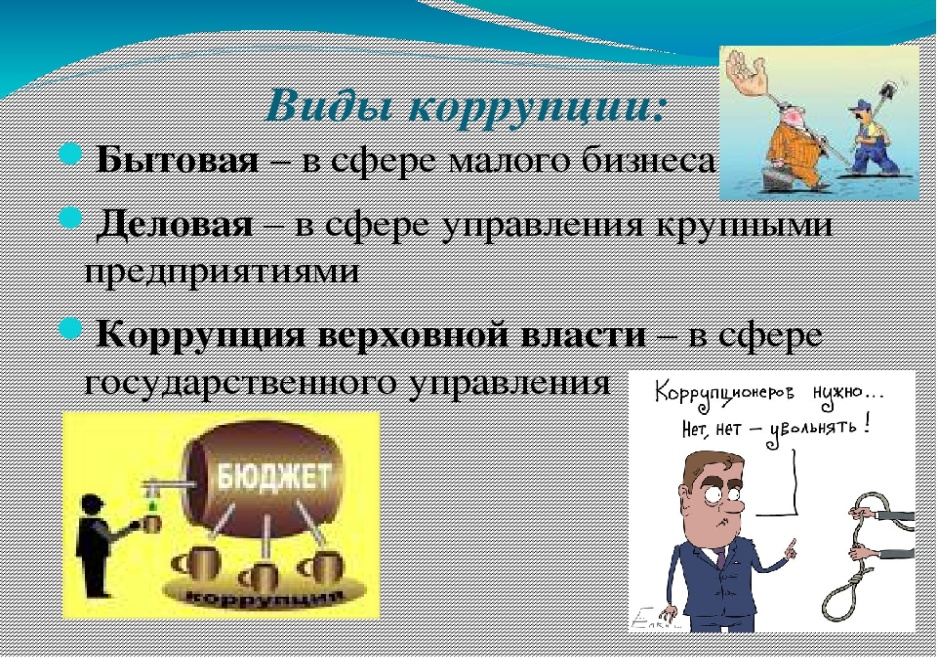 Виды коррупции:
Бытовая – в сфере малого бизнеса
Деловая – в сфере управления крупными
предприятиями
Коррупция верховной власти – в сфере
государственного управления
БЮДЖЕТ
коррупция
Коррупционеров нужно...
Нет, нет – увольнять!